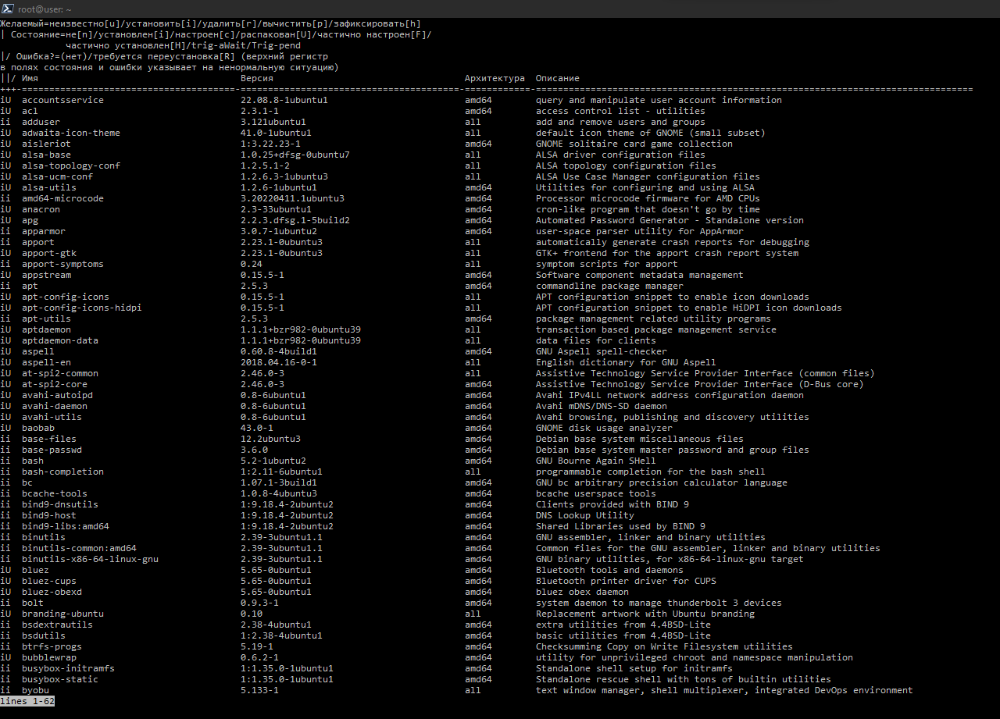 root@user: ~
Желаемый=неизвестно[u]/установить[i]/удалить[r]/вычистить[p]/зафиксировать[h]
| Состояние=не[n]/установлен[i]/настроен[c]/распакован[U]/частично настроен[F]/
            частично установлен[H]/trig-aWait/Trig-pend
|/ Ошибка?=(нет)/требуется переустановка[R] (верхний регистр
в полях состояния и ошибки указывает на ненормальную ситуацию)
||/ Имя Версия Архитектура Описание
+++-=======================================-========================================-============-================================================================================
iU accountsservice 22.08.8-1ubuntu1 amd64 query and manipulate user account information
iU acl 2.3.1-1 amd64 access control list - utilities
ii adduser 3.121ubuntu1 all add and remove users and groups
iU adwaita-icon-theme 41.0-1ubuntu1 all default icon theme of GNOME (small subset)
iU aisleriot 1:3.22.23-1 amd64 GNOME solitaire card game collection
iU alsa-base 1.0.25+dfsg-0ubuntu7 all ALSA driver configuration files
iU alsa-topology-conf 1.2.5.1-2 all ALSA topology configuration files
iU alsa-ucm-conf 1.2.6.3-1ubuntu3 all ALSA Use Case Manager configuration files
iU alsa-utils 1.2.6-1ubuntu1 amd64 Utilities for configuring and using ALSA
ii amd64-microcode 3.20220411.1ubuntu3 amd64 Processor microcode firmware for AMD CPUs
iU anacron 2.3-33ubuntu1 amd64 cron-like program that doesn't go by time
iU apg 2.2.3.dfsg.1-5build2 amd64 Automated Password Generator - Standalone version
ii apparmor 3.0.7-1ubuntu2 amd64 user-space parser utility for AppArmor
ii apport 2.23.1-0ubuntu3 all automatically generate crash reports for debugging
iU apport-gtk 2.23.1-0ubuntu3 all GTK+ frontend for the apport crash report system
ii apport-symptoms 0.24 all symptom scripts for apport
iU appstream 0.15.5-1 amd64 Software component metadata management
ii apt 2.5.3 amd64 commandline package manager
iU apt-config-icons 0.15.5-1 all APT configuration snippet to enable icon downloads
iU apt-config-icons-hidpi 0.15.5-1 all APT configuration snippet to enable HiDPI icon downloads
ii apt-utils 2.5.3 amd64 package management related utility programs
iU aptdaemon 1.1.1+bzr982-0ubuntu39 all transaction based package management service
iU aptdaemon-data 1.1.1+bzr982-0ubuntu39 all data files for clients
iU aspell 0.60.8-4build1 amd64 GNU Aspell spell-checker
iU aspell-en 2018.04.16-0-1 all English dictionary for GNU Aspell
iU at-spi2-common 2.46.0-3 all Assistive Technology Service Provider Interface (common files)
iU at-spi2-core 2.46.0-3 amd64 Assistive Technology Service Provider Interface (D-Bus core)
iU avahi-autoipd 0.8-6ubuntu1 amd64 Avahi IPv4LL network address configuration daemon
iU avahi-daemon 0.8-6ubuntu1 amd64 Avahi mDNS/DNS-SD daemon
iU avahi-utils 0.8-6ubuntu1 amd64 Avahi browsing, publishing and discovery utilities
iU baobab 43.0-1 amd64 GNOME disk usage analyzer
ii base-files 12.2ubuntu3 amd64 Debian base system miscellaneous files
ii base-passwd 3.6.0 amd64 Debian base system master password and group files
ii bash 5.2-1ubuntu2 amd64 GNU Bourne Again SHell
ii bash-completion 1:2.11-6ubuntu1 all programmable completion for the bash shell
ii bc 1.07.1-3build1 amd64 GNU bc arbitrary precision calculator language
ii bcache-tools 1.0.8-4ubuntu3 amd64 bcache userspace tools
ii bind9-dnsutils 1:9.18.4-2ubuntu2 amd64 Clients provided with BIND 9
ii bind9-host 1:9.18.4-2ubuntu2 amd64 DNS Lookup Utility
ii bind9-libs:amd64 1:9.18.4-2ubuntu2 amd64 Shared Libraries used by BIND 9
ii binutils 2.39-3ubuntu1.1 amd64 GNU assembler, linker and binary utilities
ii binutils-common:amd64 2.39-3ubuntu1.1 amd64 Common files for the GNU assembler, linker and binary utilities
ii binutils-x86-64-linux-gnu 2.39-3ubuntu1.1 amd64 GNU binary utilities, for x86-64-linux-gnu target
iU bluez 5.65-0ubuntu1 amd64 Bluetooth tools and daemons
iU bluez-cups 5.65-0ubuntu1 amd64 Bluetooth printer driver for CUPS
iU bluez-obexd 5.65-0ubuntu1 amd64 bluez obex daemon
ii bolt 0.9.3-1 amd64 system daemon to manage thunderbolt 3 devices
iU branding-ubuntu 0.10 all Replacement artwork with Ubuntu branding
ii bsdextrautils 2.38-4ubuntu1 amd64 extra utilities from 4.4BSD-Lite
ii bsdutils 1:2.38-4ubuntu1 amd64 basic utilities from 4.4BSD-Lite
ii btrfs-progs 5.19-1 amd64 Checksumming Copy on Write Filesystem utilities
iU bubblewrap 0.6.2-1 amd64 utility for unprivileged chroot and namespace manipulation
ii busybox-initramfs 1:1.35.0-1ubuntu1 amd64 Standalone shell setup for initramfs
ii busybox-static 1:1.35.0-1ubuntu1 amd64 Standalone rescue shell with tons of builtin utilities
ii byobu 5.133-1 all text window manager, shell multiplexer, integrated DevOps environment
lines 1-62